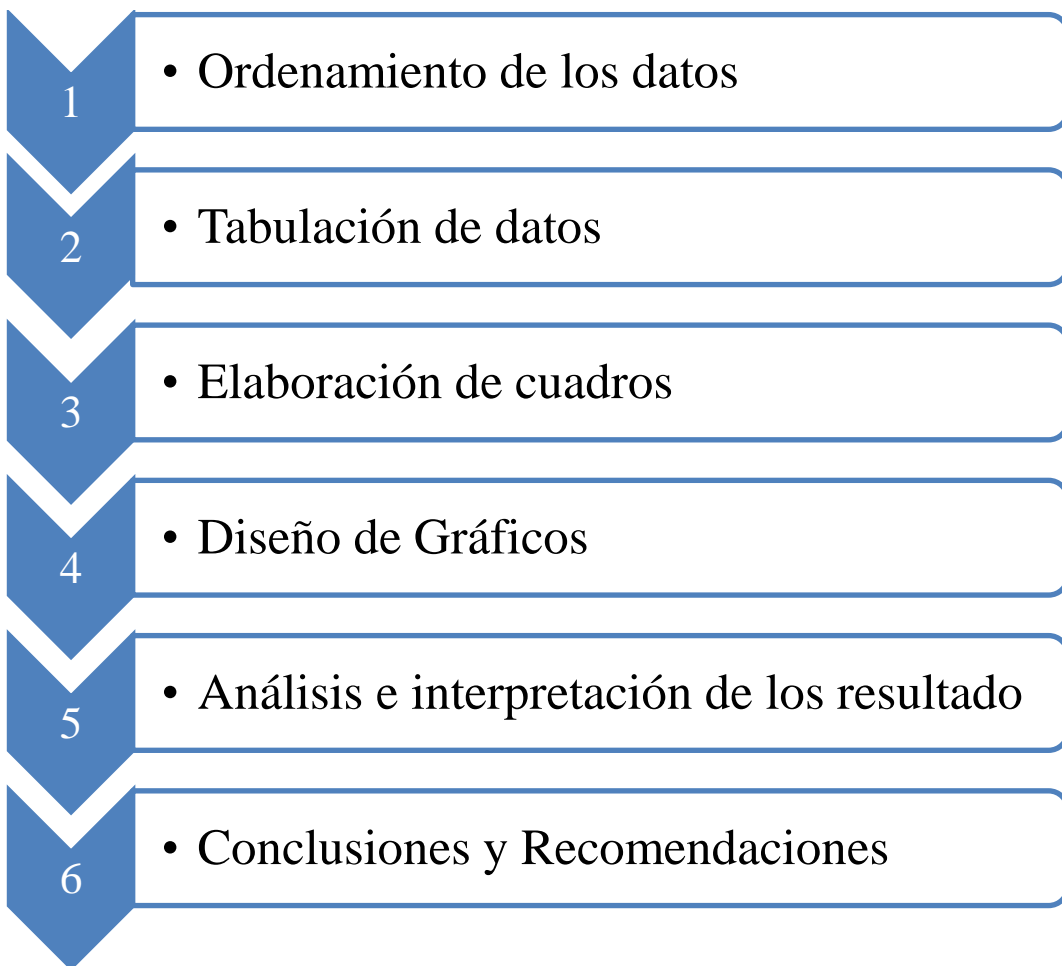 1
• Ordenamiento de los datos
2
• Tabulación de datos
3
• Elaboración de cuadros
4
• Diseño de Gráficos
5
• Análisis e interpretación de los resultado
6
• Conclusiones y Recomendaciones